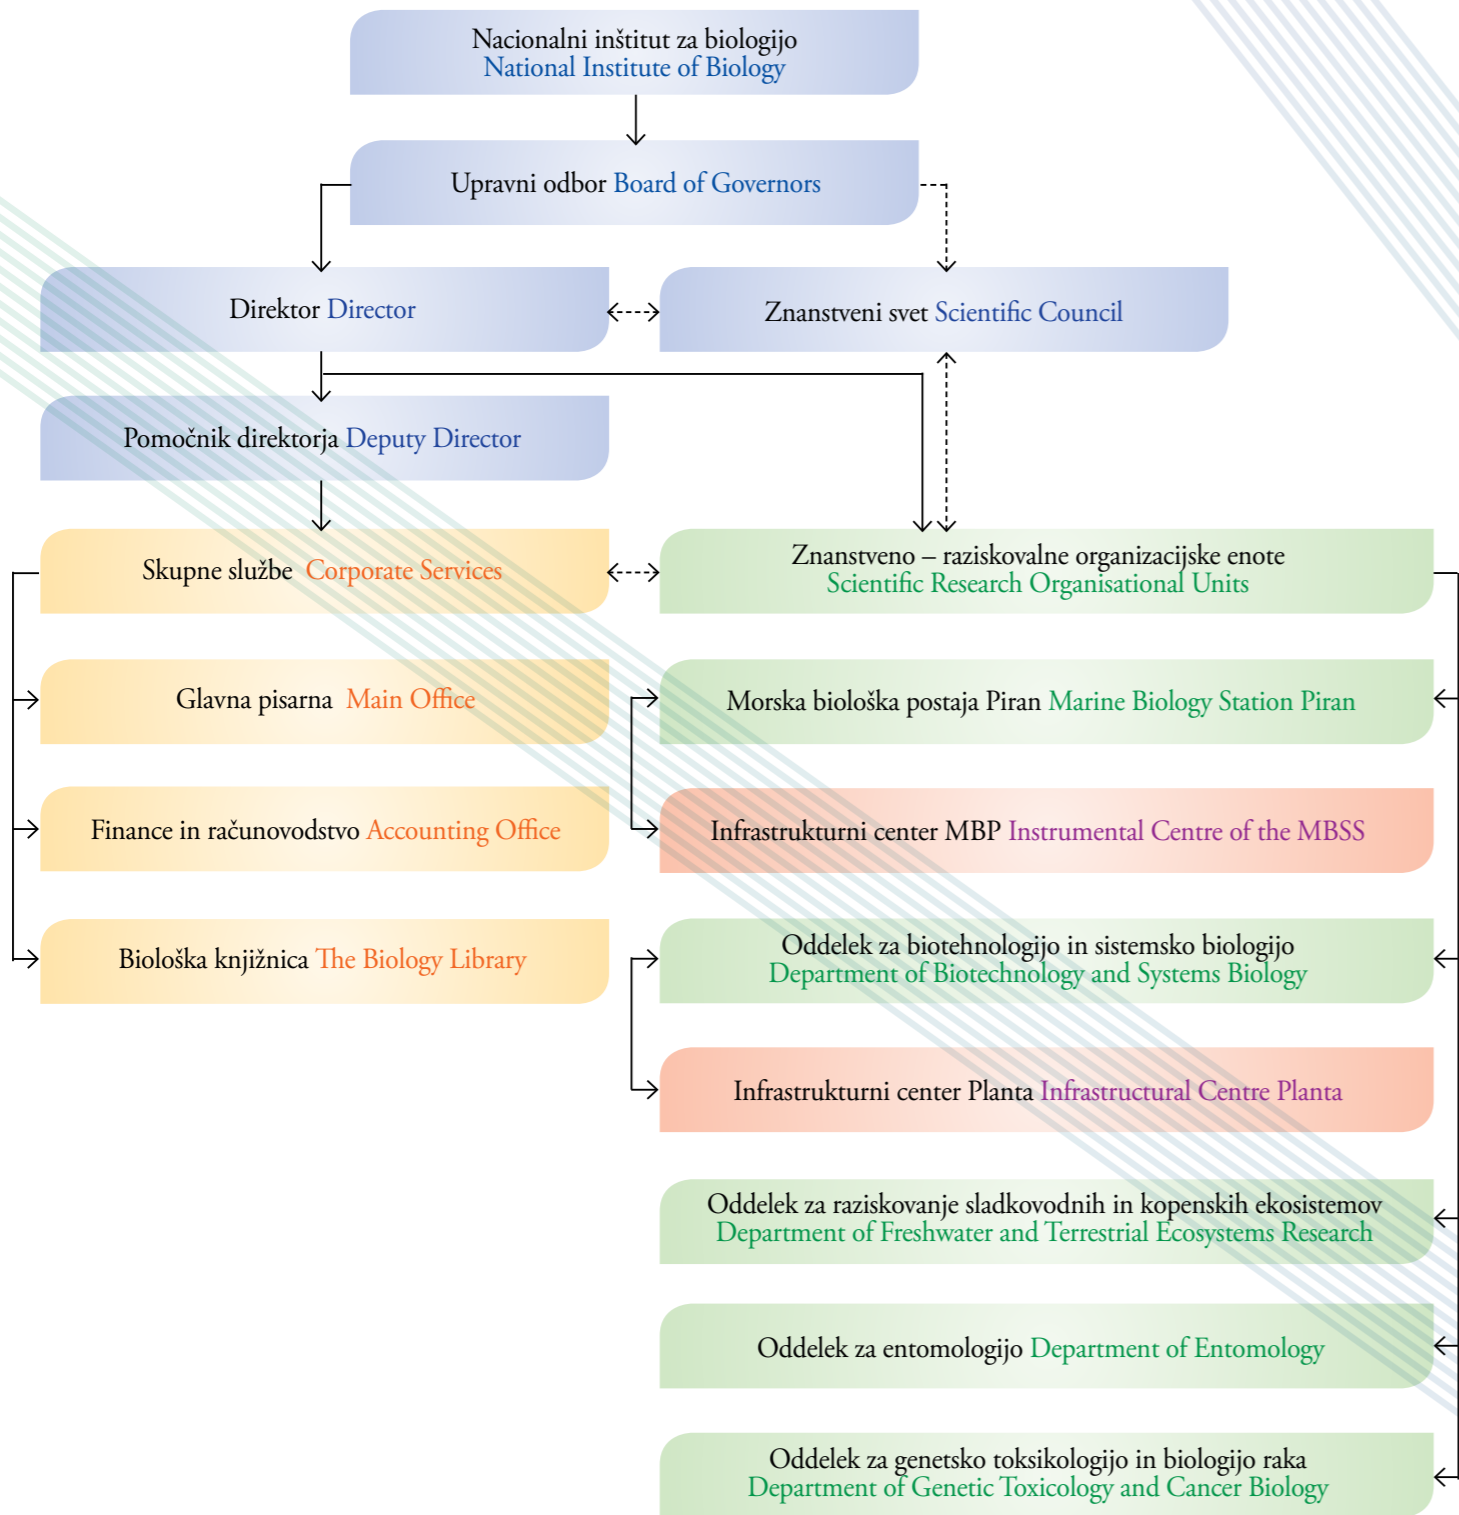 Nacionalni inštitut za biologijo
National Institute of Biology
Upravni odbor Board of Governors
Direktor Director
Znanstveni svet Scientific Council
Pomočnik direktorja Deputy Director
Skupne službe Corporate Services
Znanstveno – raziskovalne organizacijske enote
Scientific Research Organisational Units
Glavna pisarna Main Office
Morska biološka postaja Piran Marine Biology Station Piran
Finance in računovodstvo Accounting Office
Infrastrukturni center MBP Instrumental Centre of the MBSS
Biološka knjižnica The Biology Library
Oddelek za biotehnologijo in sistemsko biologijo
Department of Biotechnology and Systems Biology
Infrastrukturni center Planta Infrastructural Centre Planta
Oddelek za raziskovanje sladkovodnih in kopenskih ekosistemov
Department of Freshwater and Terrestrial Ecosystems Research
Oddelek za entomologijo Department of Entomology
Oddelek za genetsko toksikologijo in biologijo raka
Department of Genetic Toxicology and Cancer Biology